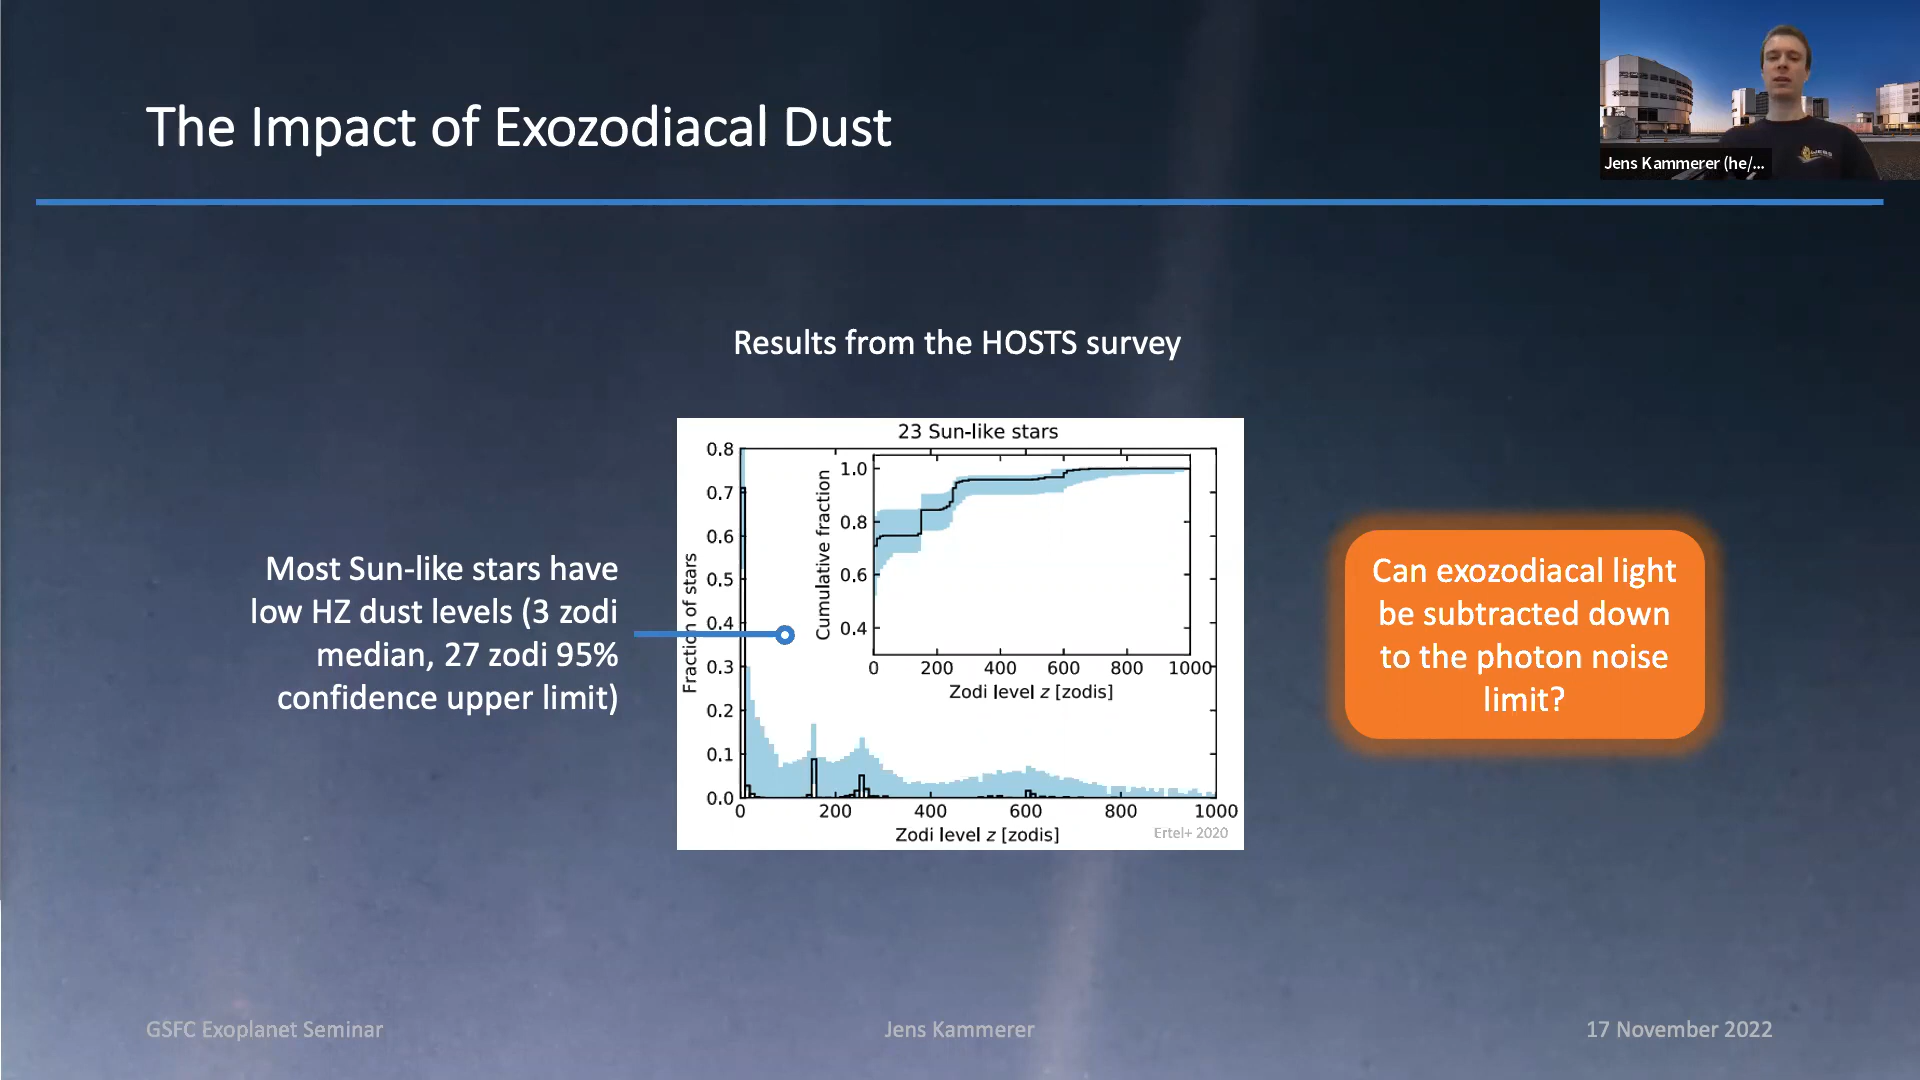 The Impact of Exozodiacal Dust
Jens Kammerer (he/...
Results from the HOSTS survey
Most Sun-like stars have
low HZ dust levels (3 zodi
median, 27 zodi 95%
confidence upper limit)
23 Sun-like stars
Fraction of stars
0.8
0.7
0.6
0.5
0.4
0.3
0.2
0.1
0.0
0 200 400 600 800 1000
Zodi level z [zodis]
Cumulative fraction
1.0
0.8
0.6
0.4
0 200 400 600 800 1000
Zodi level z [zodis]
Ertel+ 2020
Can exozodiacal light
be subtracted down
to the photon noise
limit?
GSFC Exoplanet Seminar
Jens Kammerer
17 November 2022